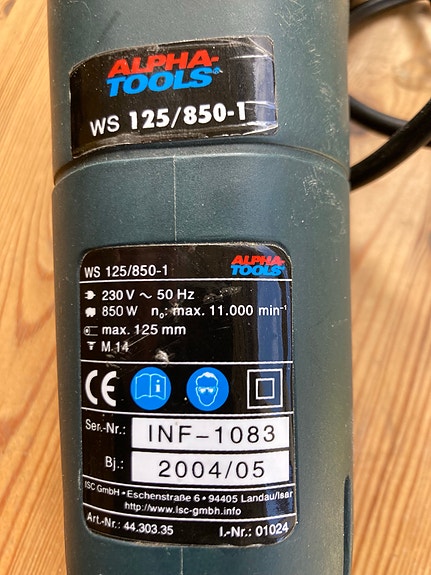 ALPHA-
TOOLS®
WS 125/850-1
WS 125/850-1
ALPHA-
TOOLS®
230 V ~ 50 Hz
850 W n₀: max. 11.000 min⁻¹
max. 125 mm
M 14
CE
Ser.-Nr.: INF-1083
Bj.: 2004/05
ISC GmbH • Eschenstraße 6 • 94405 Landau/Isar
http://www.isc-gmbh.info
Art.-Nr.: 44.303.35 I.-Nr.: 01024